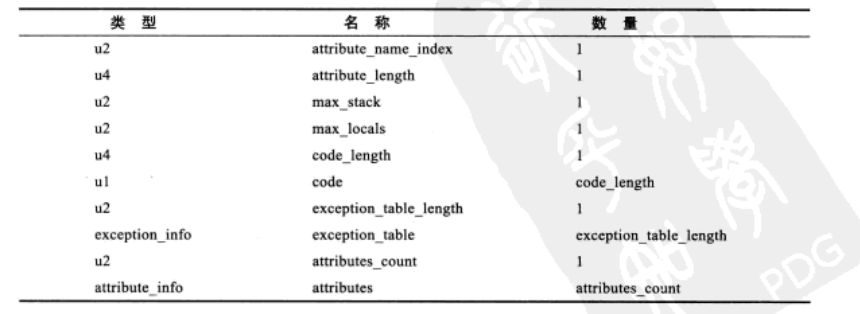 类 型 名 称 数 量
u2 attribute_name_index 1
u4 attribute_length 1
u2 max_stack 1
u2 max_locals 1
u4 code_length 1
u1 code code_length
u2 exception_table_length 1
exception_info exception_table exception_table_length
u2 attributes_count 1
attribute_info attributes attributes_count
PDG